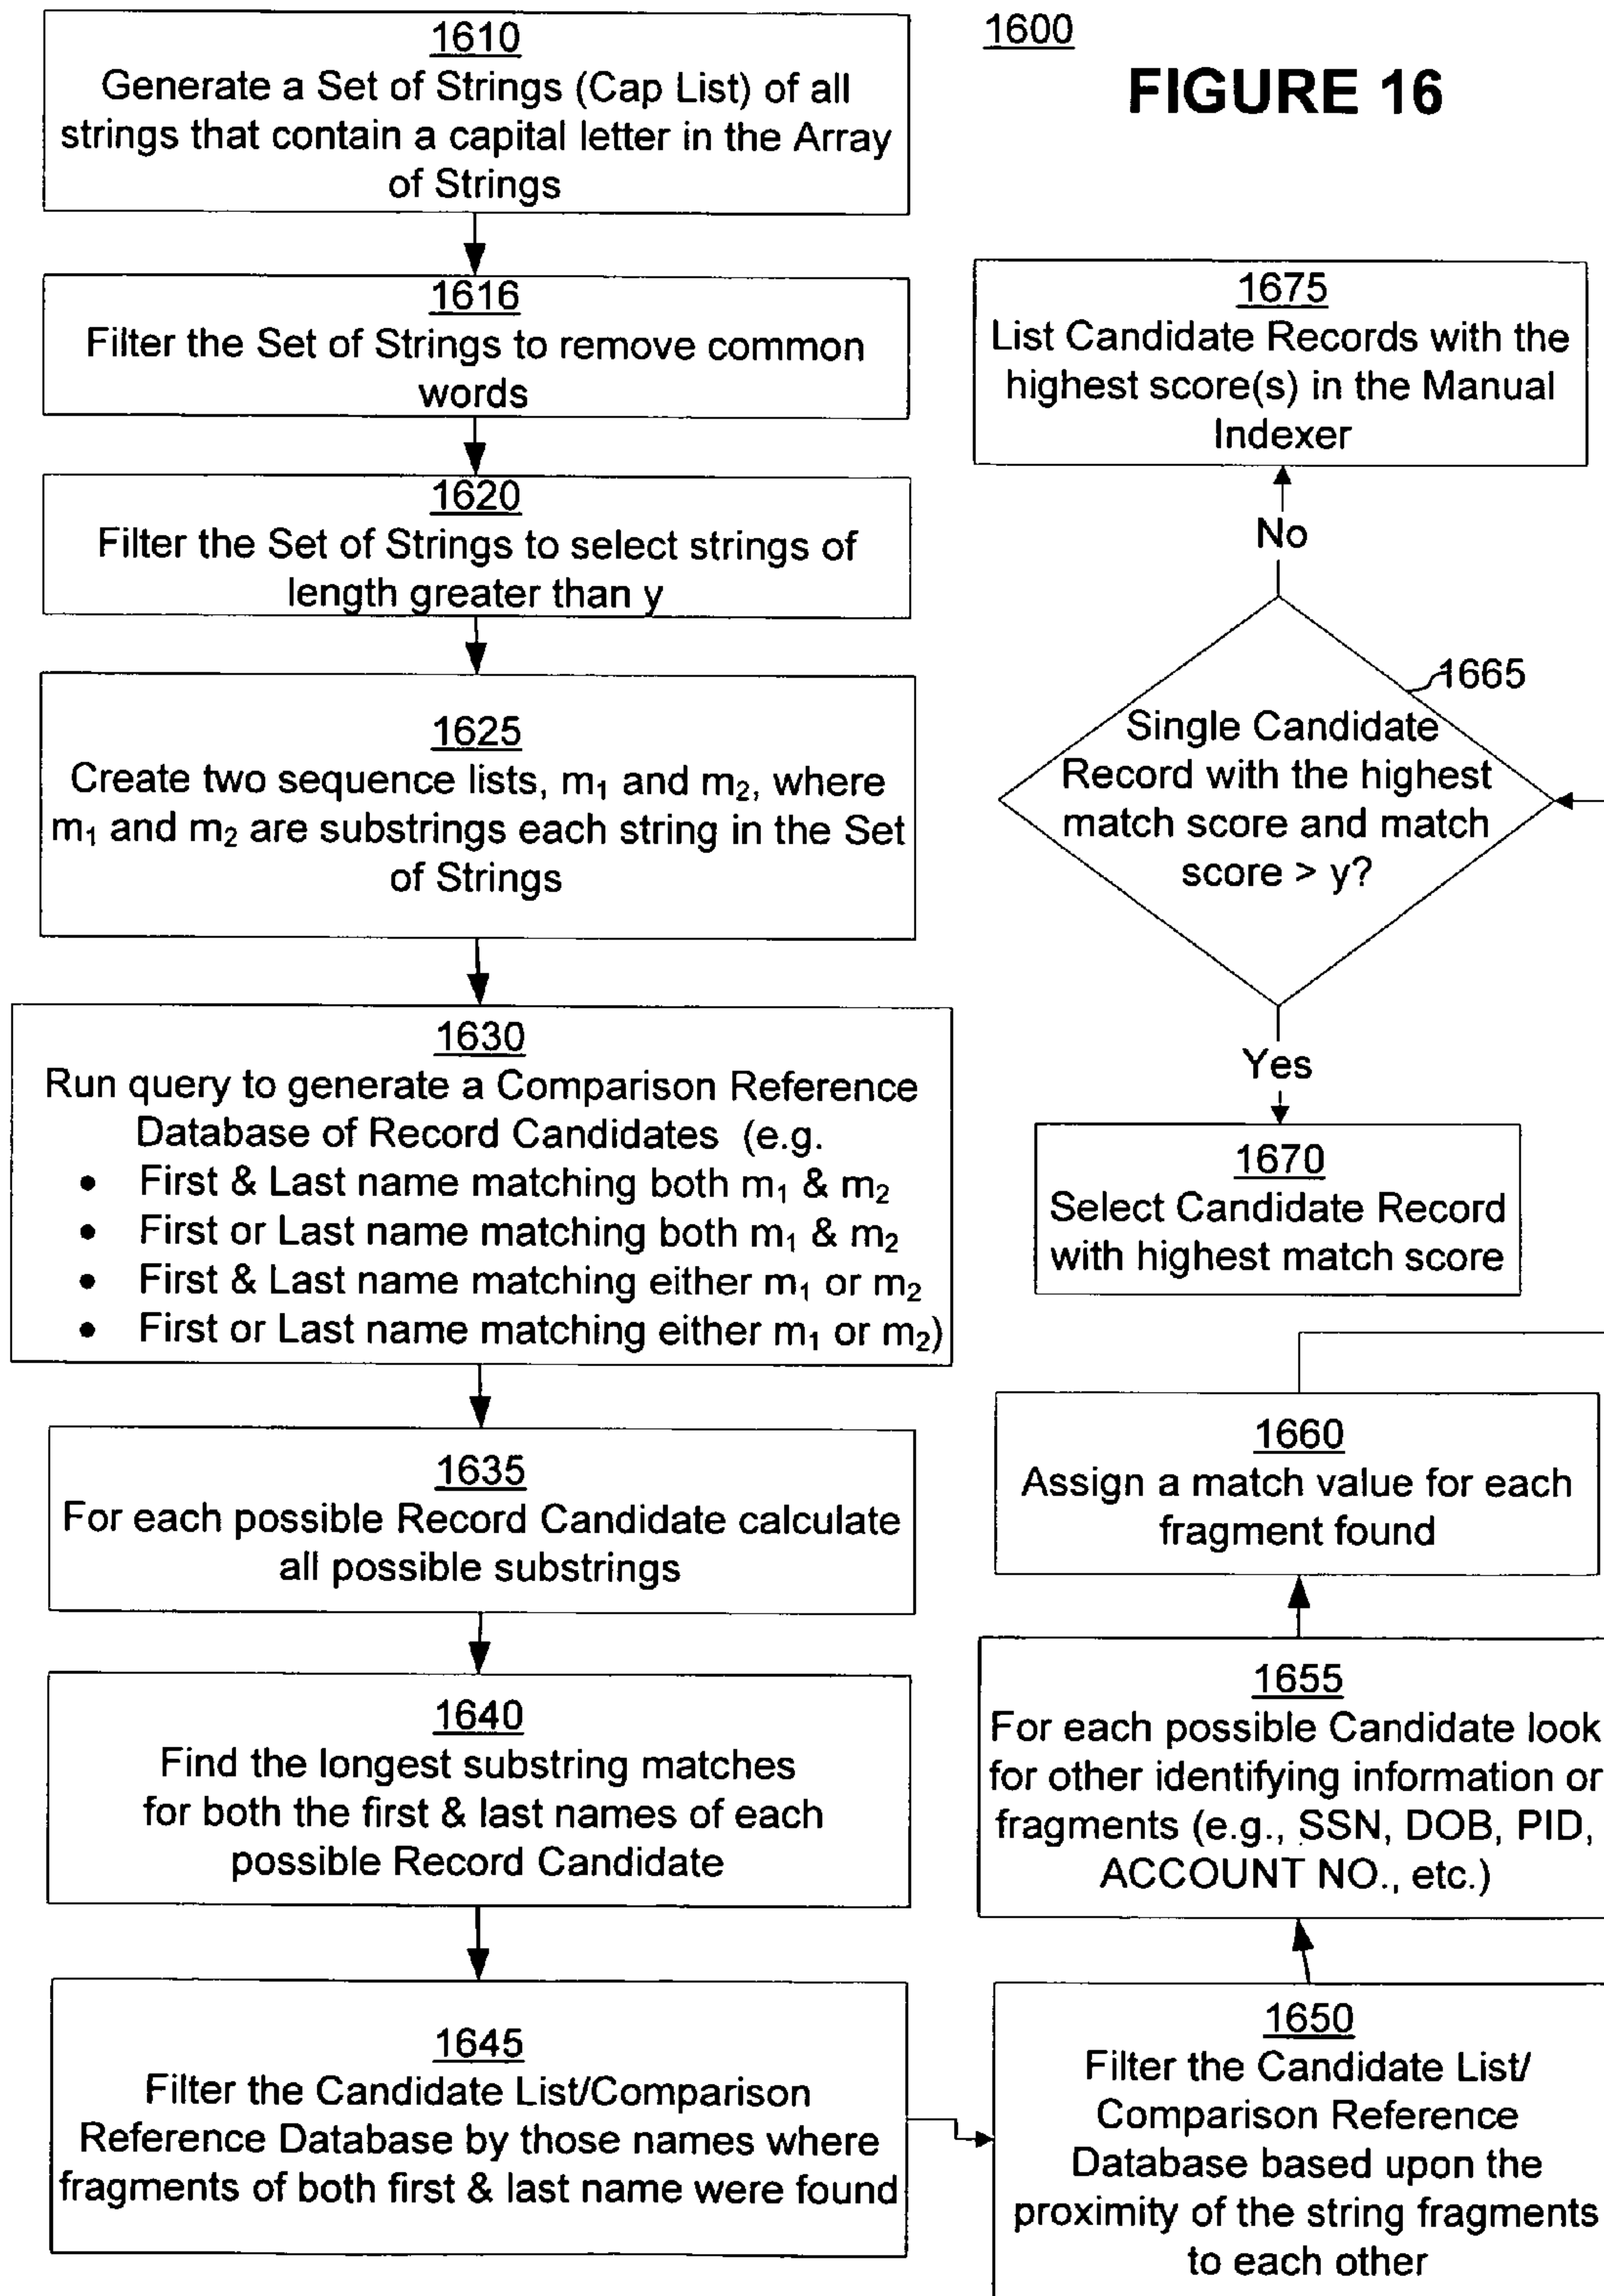 1600
FIGURE 16
1610
Generate a Set of Strings (Cap List) of all
strings that contain a capital letter in the Array
of Strings
1616
Filter the Set of Strings to remove common
words
1620
Filter the Set of Strings to select strings of
length greater than y
1625
Create two sequence lists, m₁ and m₂, where
m₁ and m₂ are substrings each string in the Set
of Strings
1630
Run query to generate a Comparison Reference
Database of Record Candidates (e.g.
• First & Last name matching both m₁ & m₂
• First or Last name matching both m₁ & m₂
• First & Last name matching either m₁ or m₂
• First or Last name matching either m₁ or m₂)
1635
For each possible Record Candidate calculate
all possible substrings
1640
Find the longest substring matches
for both the first & last names of each
possible Record Candidate
1645
Filter the Candidate List/Comparison
Reference Database by those names where
fragments of both first & last name were found
1650
Filter the Candidate List/
Comparison Reference
Database based upon the
proximity of the string fragments
to each other
1655
For each possible Candidate look
for other identifying information or
fragments (e.g., SSN, DOB, PID,
ACCOUNT NO., etc.)
1660
Assign a match value for each
fragment found
1665
Single Candidate
Record with the highest
match score and match
score > y?
No
1675
List Candidate Records with the
highest score(s) in the Manual
Indexer
Yes
1670
Select Candidate Record
with highest match score